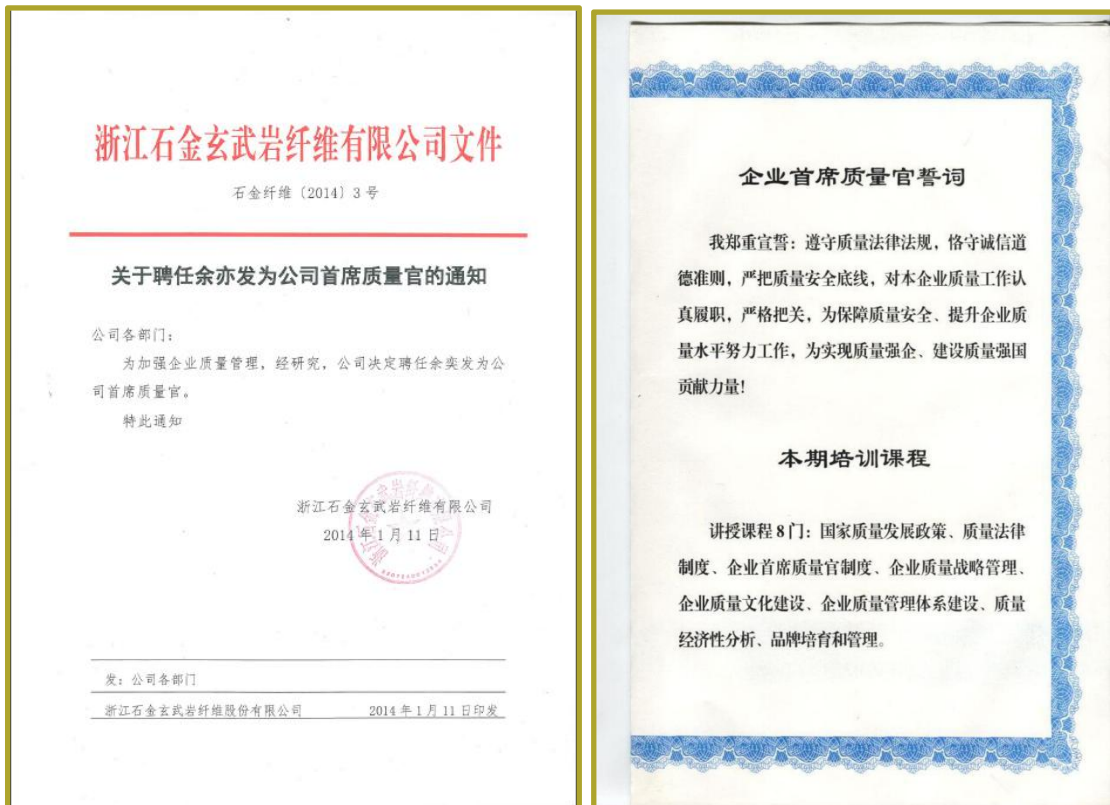 浙江石金玄武岩纤维有限公司文件
石金纤维〔2014〕3 号
关于聘任余亦发为公司首席质量官的通知
公司各部门：
为加强企业质量管理，经研究，公司决定聘任余奕发为公
司首席质量官。
特此通知
浙江石金玄武岩纤维有限公司
2014 年 1 月 11 日
发：公司各部门
浙江石金玄武岩纤维股份有限公司 2014 年 1 月 11 日印发
企业首席质量官誓词
我郑重宣誓：遵守质量法律法规，恪守诚信道
德准则，严把质量安全底线，对本企业质量工作认
真履职，严格把关，为保障质量安全、提升企业质
量水平努力工作，为实现质量强企、建设质量强国
贡献力量!
本期培训课程
讲授课程 8 门：国家质量发展政策、质量法律
制度、企业首席质量官制度、企业质量战略管理、
企业质量文化建设、企业质量管理体系建设、质量
经济性分析、品牌培育和管理。